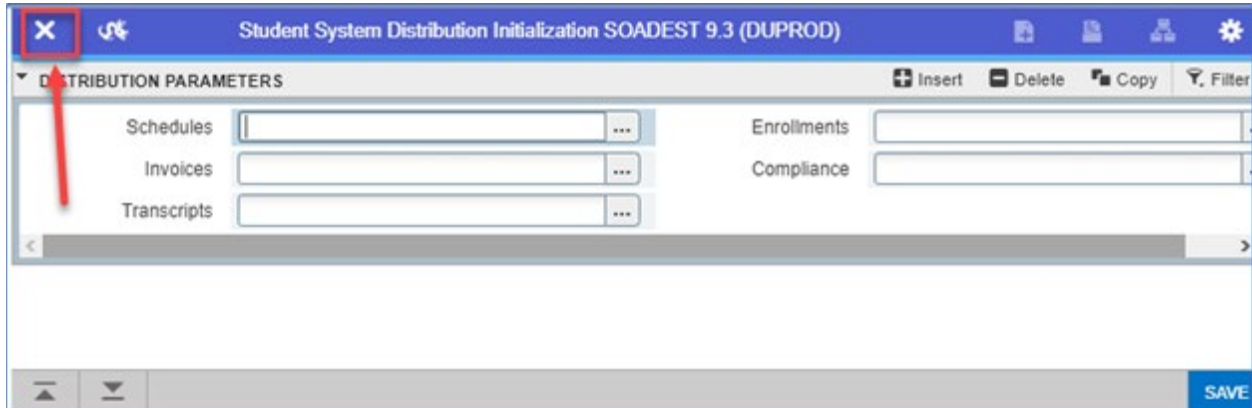 Student System Distribution Initialization SOADEST 9.3 (DUPROD)
DISTRIBUTION PARAMETERS Insert Delete Copy Filter
Schedules ... Enrollments
Invoices ... Compliance
Transcripts ...
SAVE